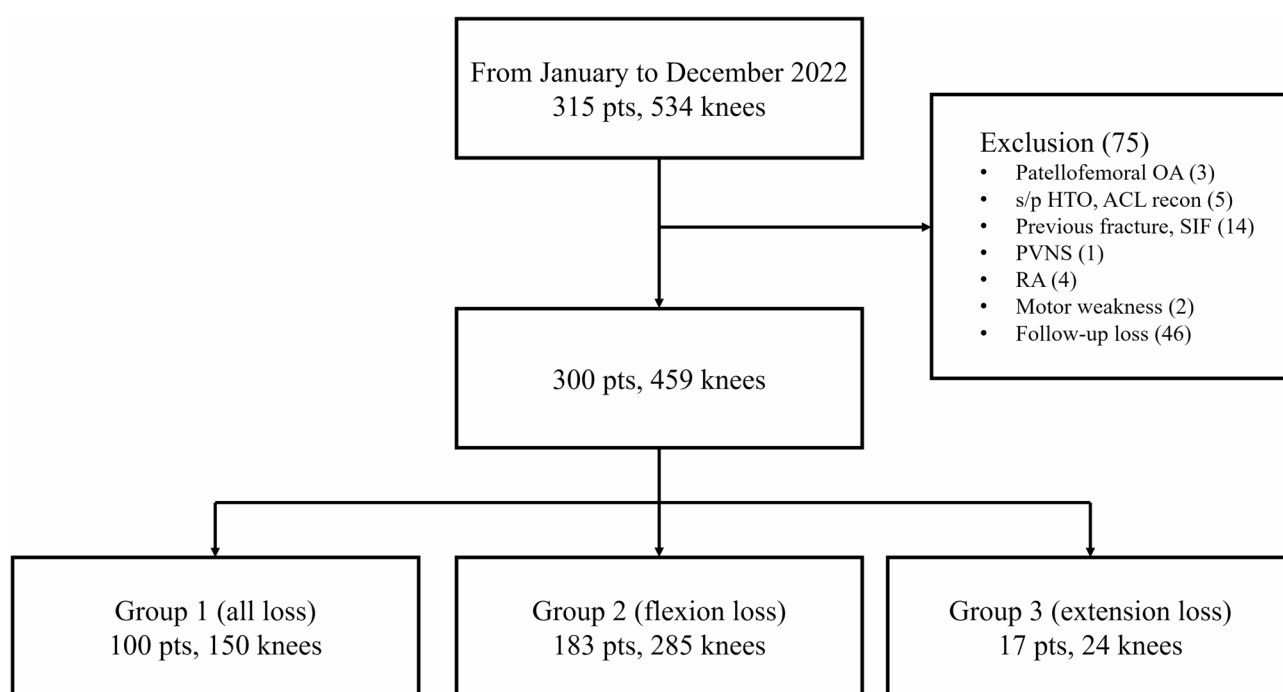 From January to December 2022
315 pts, 534 knees
Exclusion (75)
• Patellofemoral OA (3)
• s/p HTO, ACL recon (5)
• Previous fracture, SIF (14)
• PVNS (1)
• RA (4)
• Motor weakness (2)
• Follow-up loss (46)
300 pts, 459 knees
Group 1 (all loss)
100 pts, 150 knees
Group 2 (flexion loss)
183 pts, 285 knees
Group 3 (extension loss)
17 pts, 24 knees